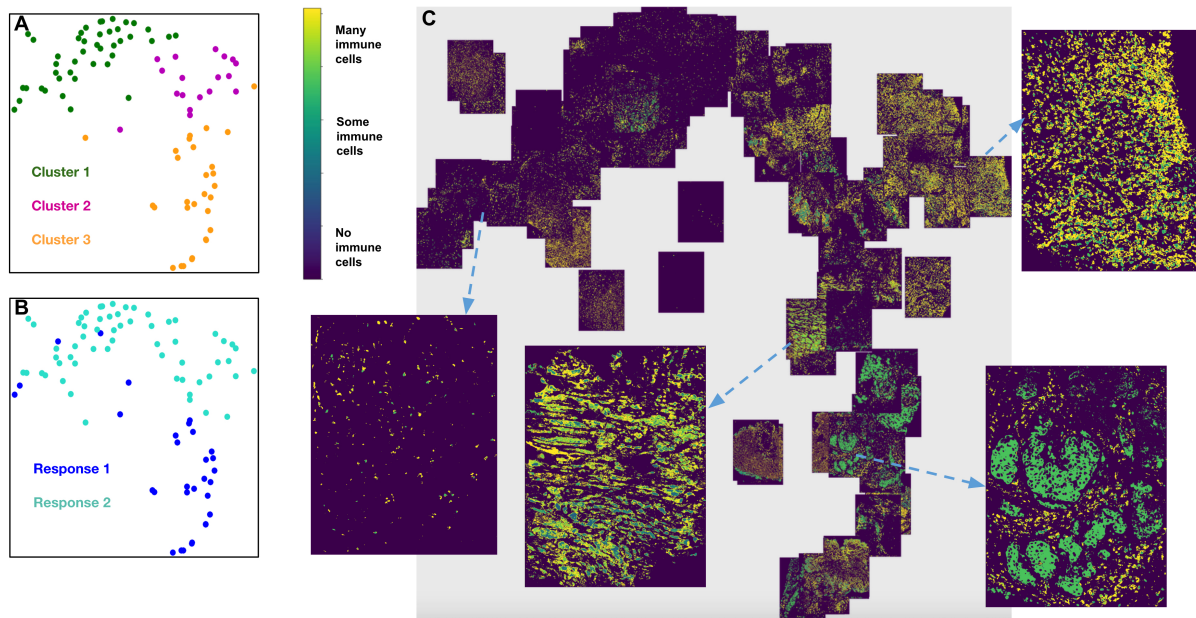 A
Cluster 1
Cluster 2
Cluster 3
B
Response 1
Response 2
Many
immune
cells
Some
immune
cells
No
immune
cells
C